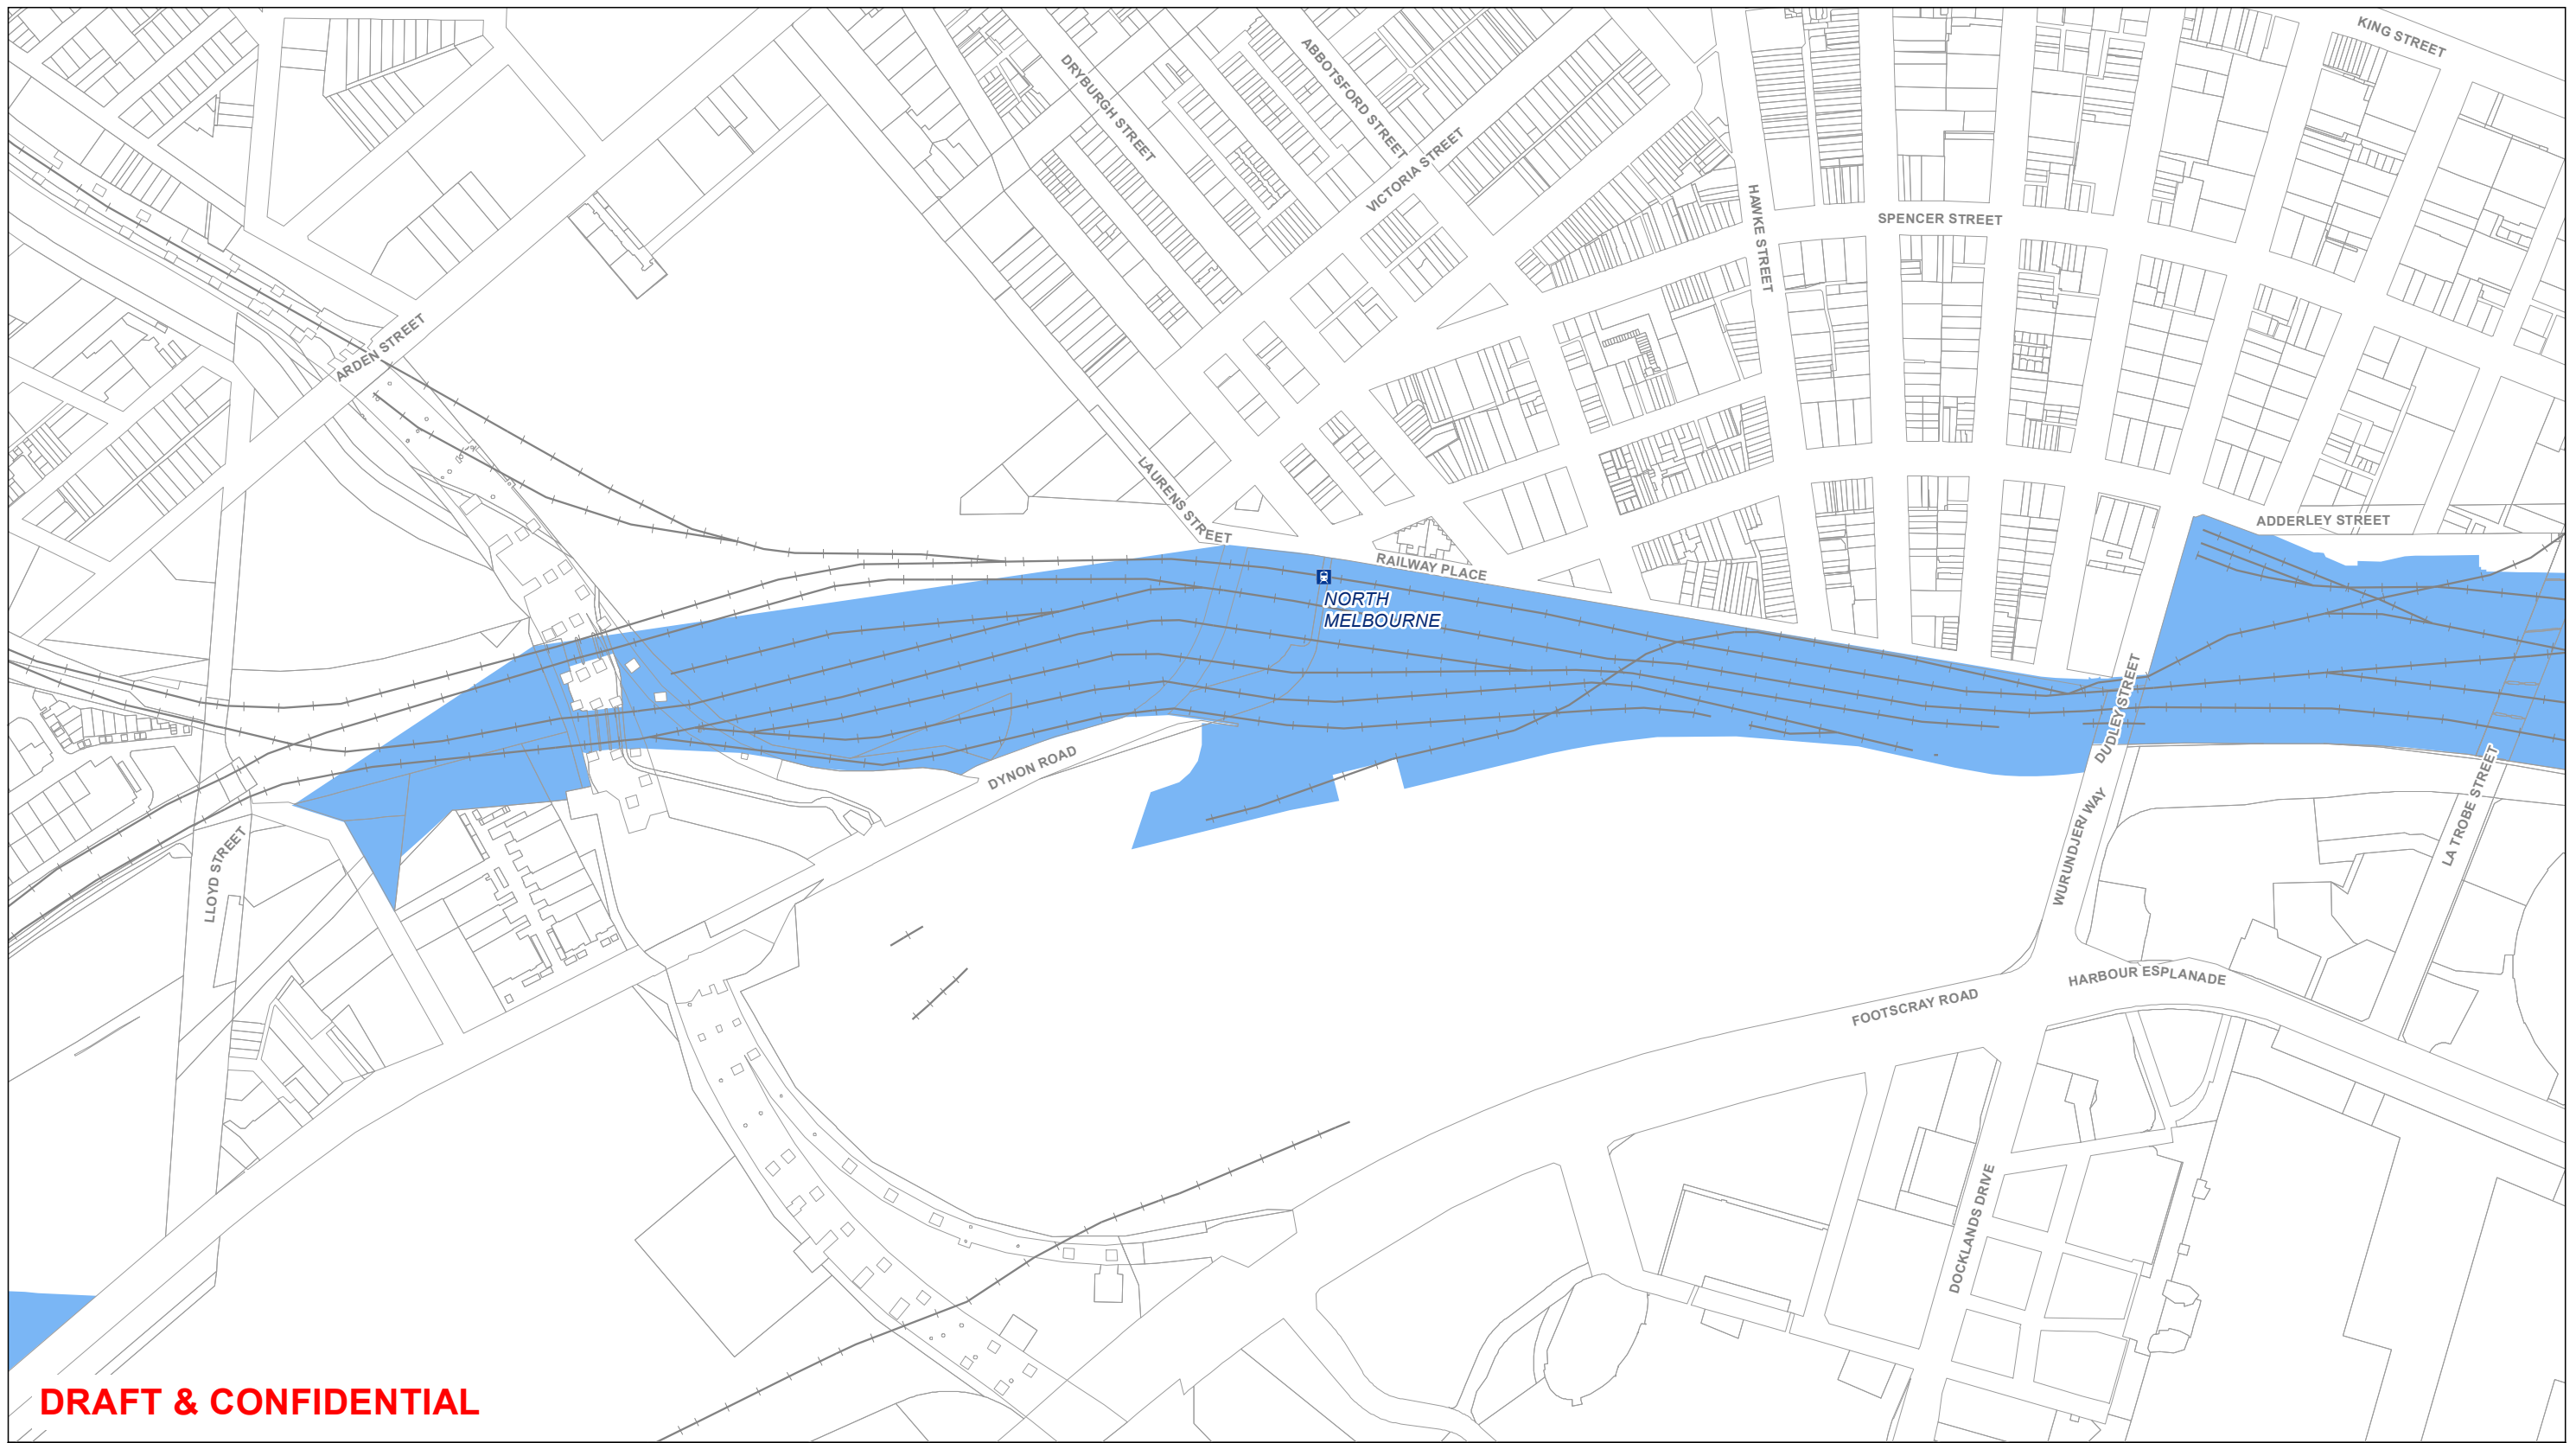 KING STREET
ABBOTSFORD STREET
DRYBURGH STREET
VICTORIA STREET
HAWKE STREET
SPENCER STREET
ARDEN STREET
LAURENS STREET
ADDERLEY STREET
RAILWAY PLACE
NORTH
MELBOURNE
DUDLEY STREET
DYNON ROAD
LA TROBE STREET
WURUNDJERI WAY
LLOYD STREET
HARBOUR ESPLANADE
FOOTSCRAY ROAD
DOCKLANDS DRIVE
DRAFT & CONFIDENTIAL